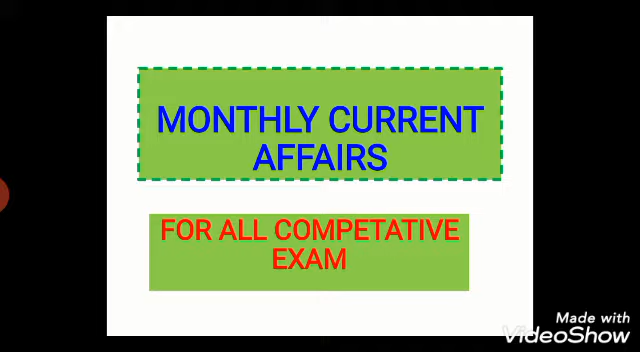 MONTHLY CURRENT
AFFAIRS
FOR ALL COMPETATIVE
EXAM
Made with
VideoShow